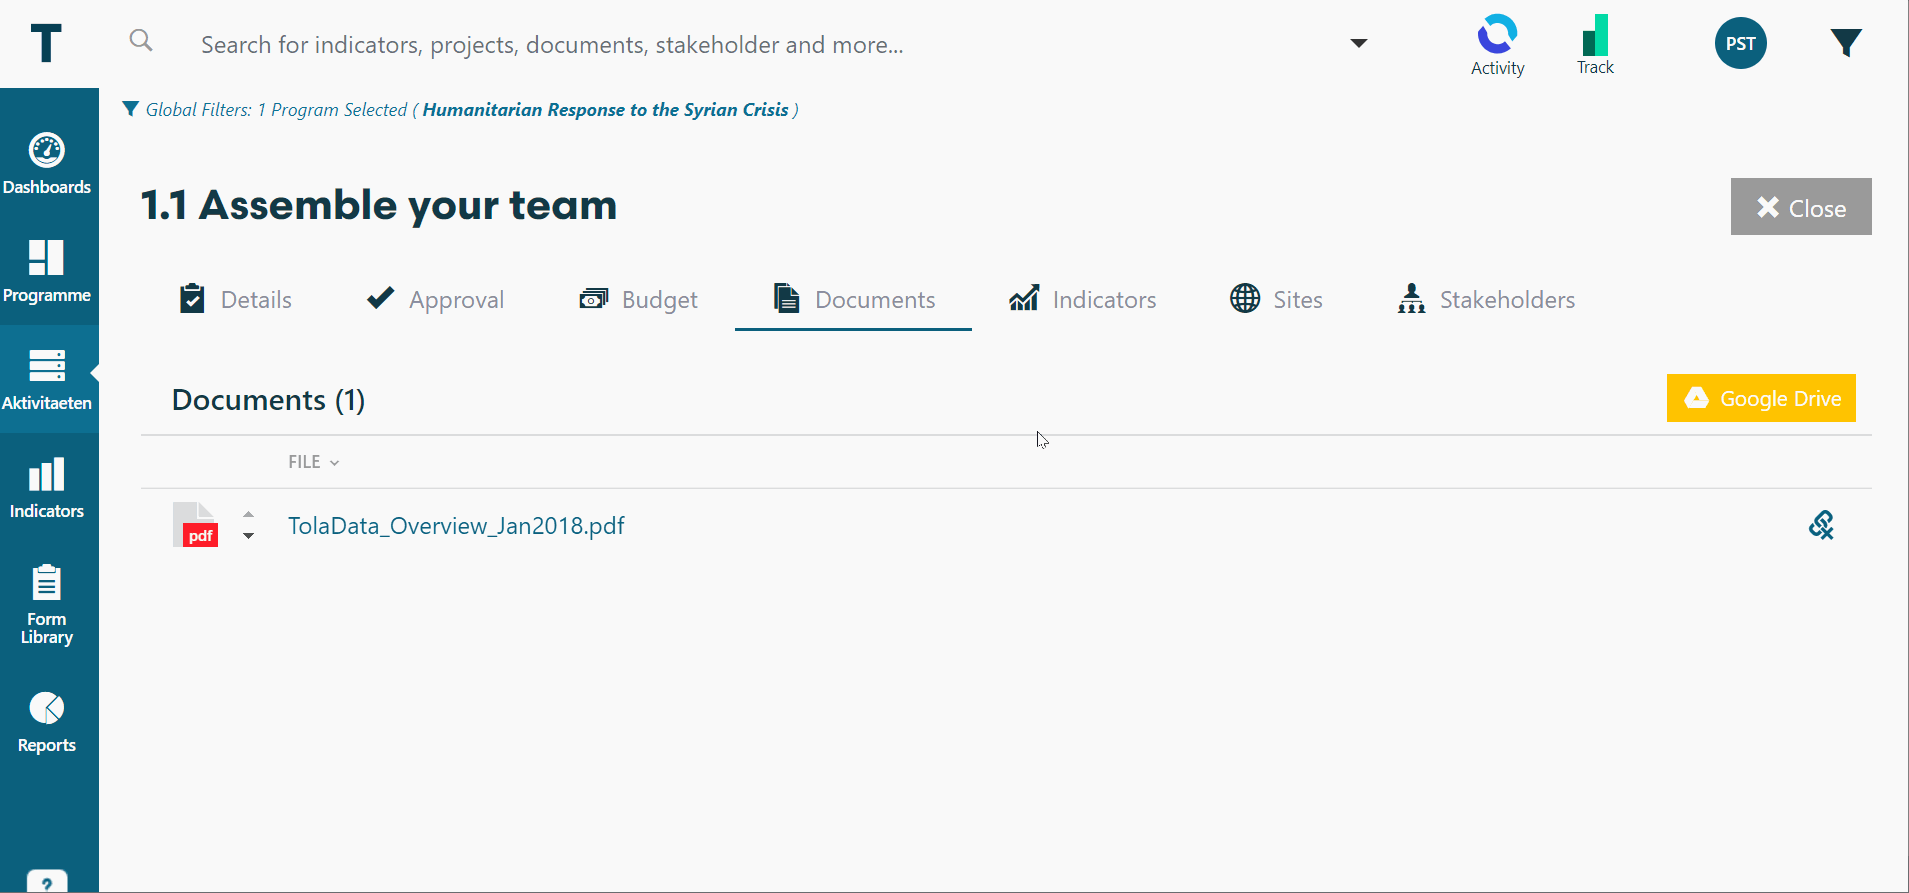 T
Search for indicators, projects, documents, stakeholder and more...
Activity
Track
PST
Global Filters: 1 Program Selected ( Humanitarian Response to the Syrian Crisis )
Dashboards
Programme
Aktivitaeten
Indicators
Form
Library
Reports
?
1.1 Assemble your team
Close
Details
Approval
Budget
Documents
Indicators
Sites
Stakeholders
Documents (1)
Google Drive
FILE
pdf
TolaData_Overview_Jan2018.pdf